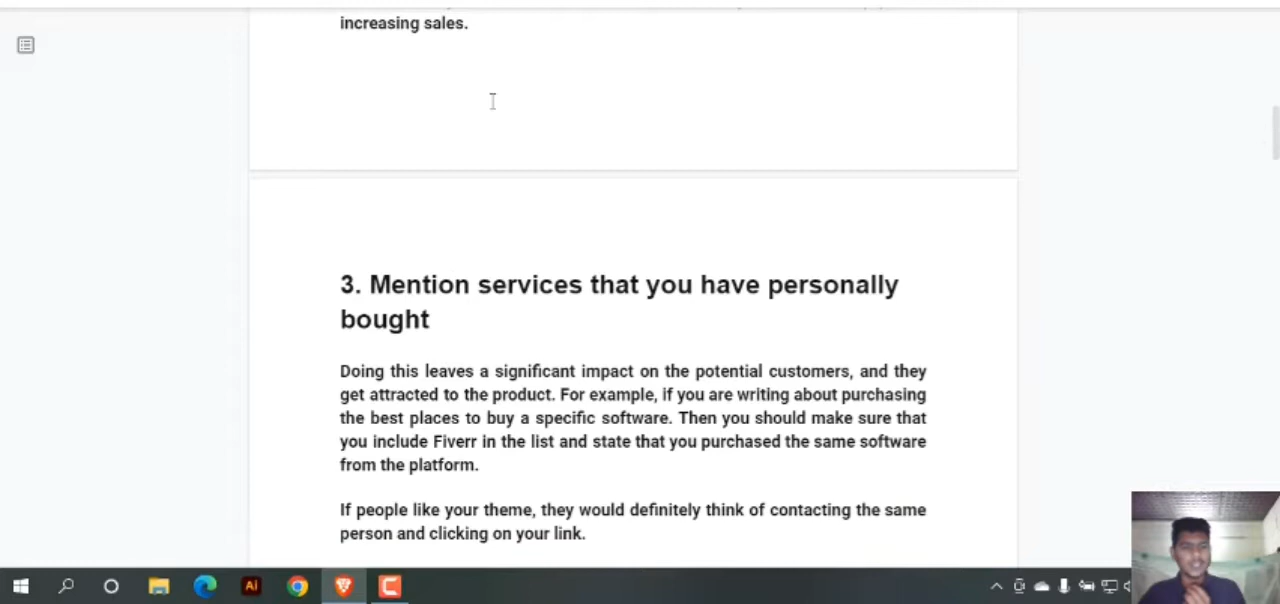 increasing sales.
3. Mention services that you have personally
bought
Doing this leaves a significant impact on the potential customers, and they
get attracted to the product. For example, if you are writing about purchasing
the best places to buy a specific software. Then you should make sure that
you include Fiverr in the list and state that you purchased the same software
from the platform.
If people like your theme, they would definitely think of contacting the same
person and clicking on your link.
Ai